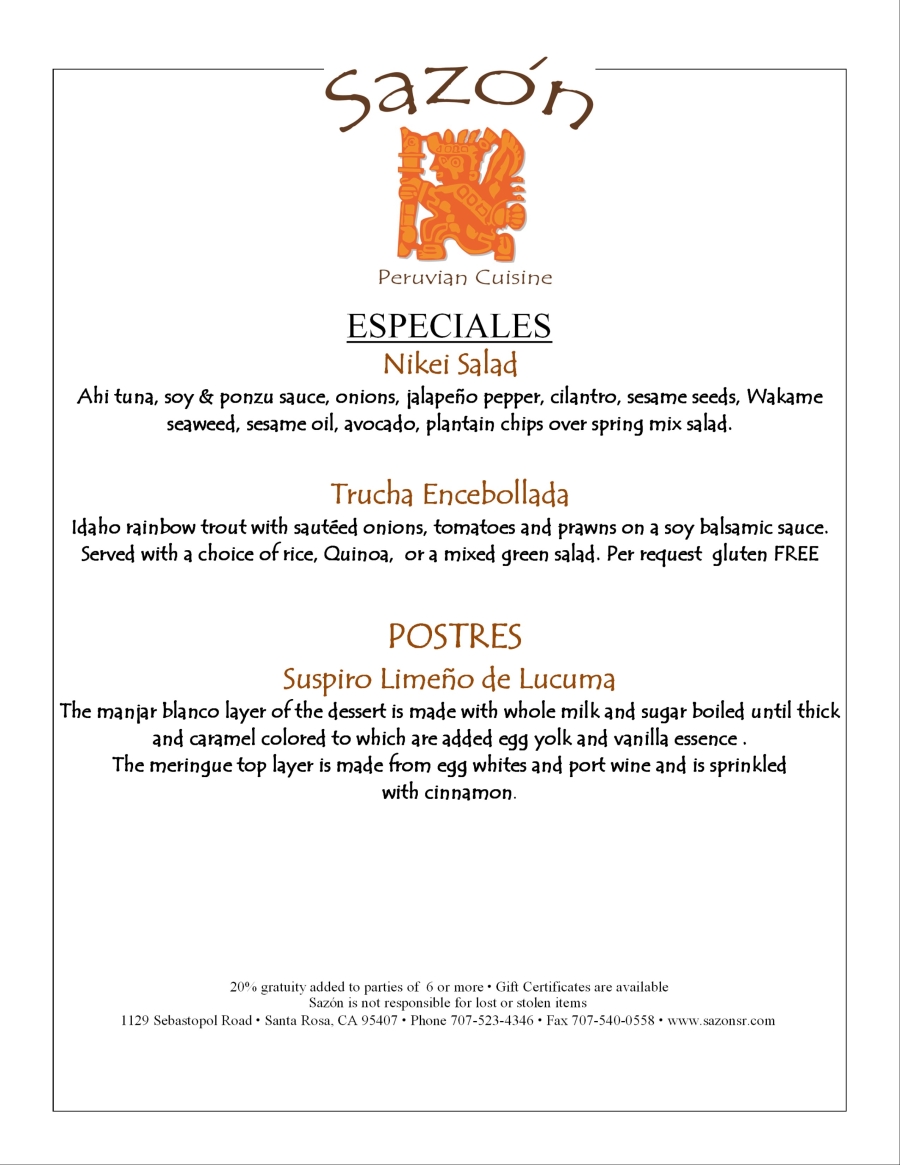 Sazón
Peruvian Cuisine
ESPECIALES
Nikei Salad
Ahi tuna, soy & ponzu sauce, onions, jalapeño pepper, cilantro, sesame seeds, Wakame
seaweed, sesame oil, avocado, plantain chips over spring mix salad.
Trucha Encebollada
Idaho rainbow trout with sautéed onions, tomatoes and prawns on a soy balsamic sauce.
Served with a choice of rice, Quinoa, or a mixed green salad. Per request gluten FREE
POSTRES
Suspiro Limeño de Lucuma
The manjar blanco layer of the dessert is made with whole milk and sugar boiled until thick
and caramel colored to which are added egg yolk and vanilla essence .
The meringue top layer is made from egg whites and port wine and is sprinkled
with cinnamon.
20% gratuity added to parties of 6 or more • Gift Certificates are available
Sazón is not responsible for lost or stolen items
1129 Sebastopol Road • Santa Rosa, CA 95407 • Phone 707-523-4346 • Fax 707-540-0558 • www.sazonsr.com